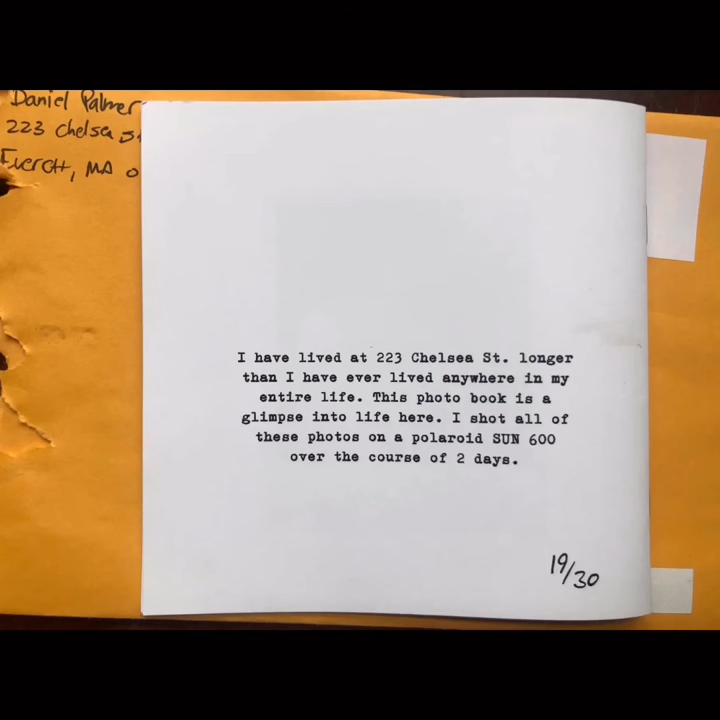 Daniel Palmer
223 Chelsea St
Everett, MA 0
I have lived at 223 Chelsea St. longer
than I have ever lived anywhere in my
entire life. This photo book is a
glimpse into life here. I shot all of
these photos on a polaroid SUN 600
over the course of 2 days.
19/30